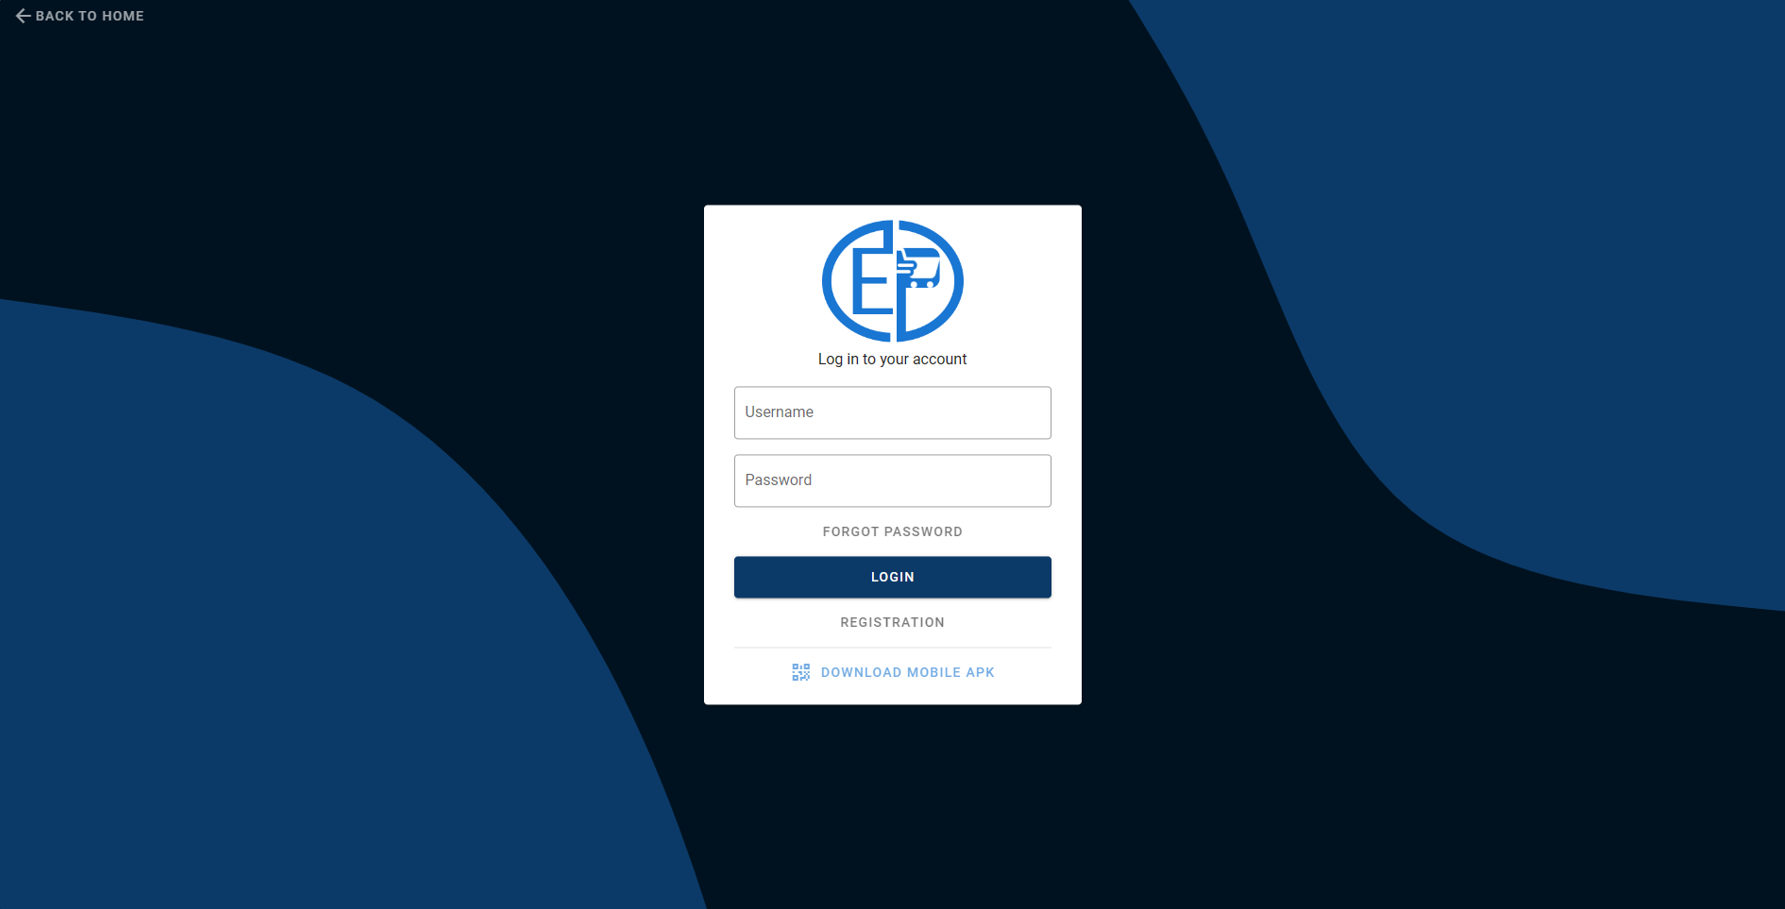 BACK TO HOME
EP
Log in to your account
Username
Password
FORGOT PASSWORD
LOGIN
REGISTRATION
DOWNLOAD MOBILE APK